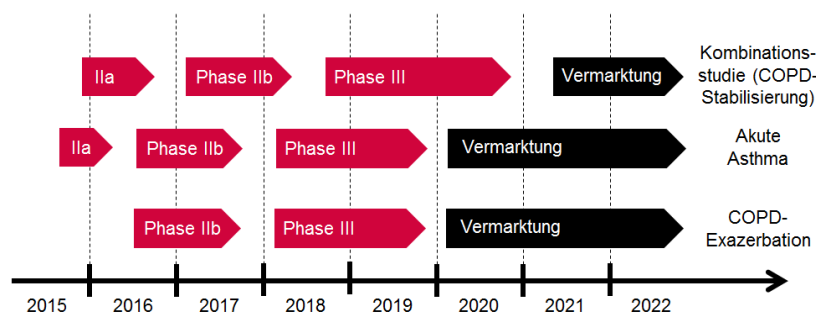 IIa
Phase IIb
Phase III
Vermarktung
Kombinations-
studie (COPD-
Stabilisierung)
IIa
Phase IIb
Phase III
Vermarktung
Akute
Asthma
Phase IIb
Phase III
Vermarktung
COPD-
Exazerbation
2015 2016 2017 2018 2019 2020 2021 2022